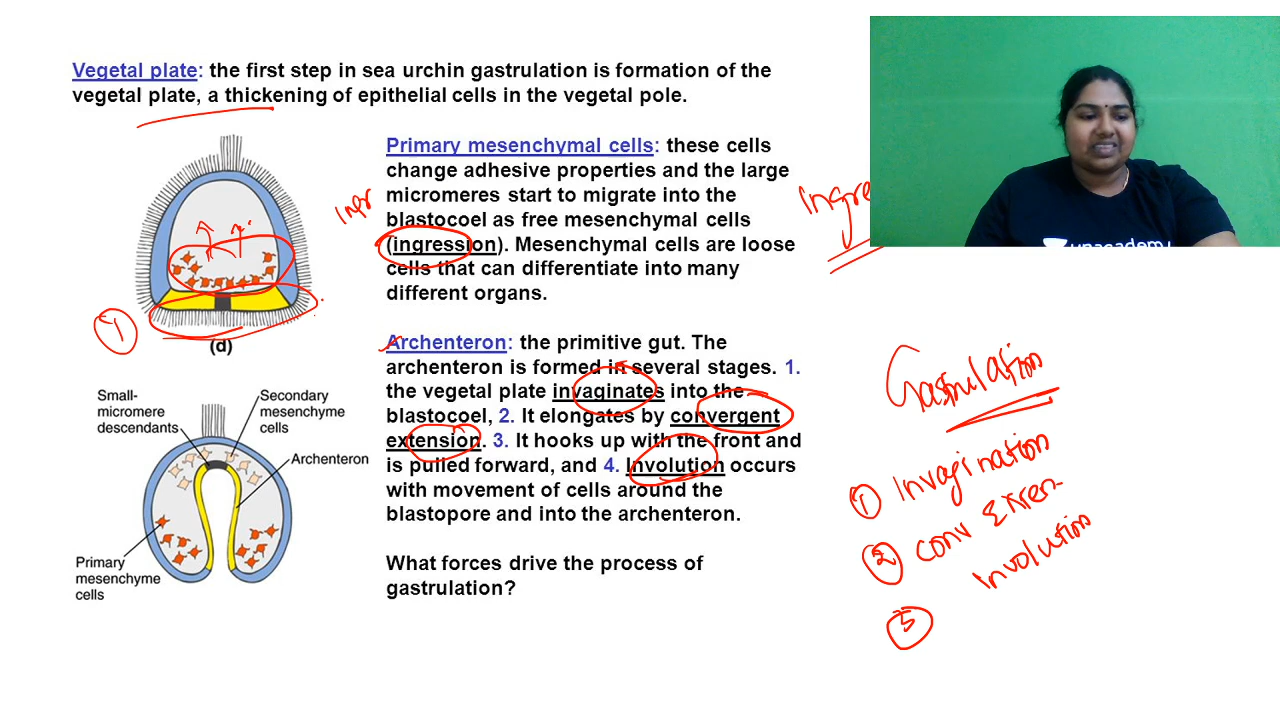 Vegetal plate: the first step in sea urchin gastrulation is formation of the
vegetal plate, a thickening of epithelial cells in the vegetal pole.
Primary mesenchymal cells: these cells
change adhesive properties and the large
micromeres start to migrate into the
blastocoel as free mesenchymal cells
(ingression). Mesenchymal cells are loose
cells that can differentiate into many
different organs.
Ingr
Ingre
unacademy
1
(d)
Archenteron: the primitive gut. The
archenteron is formed in several stages. 1.
the vegetal plate invaginates into the
blastocoel, 2. It elongates by convergent
extension. 3. It hooks up with the front and
is pulled forward, and 4. Involution occurs
with movement of cells around the
blastopore and into the archenteron.
What forces drive the process of
gastrulation?
Small-
micromere
descendants
Secondary
mesenchyme
cells
Archenteron
Primary
mesenchyme
cells
Gastrulation
1 Invagination
2 conv Exten-
Involution